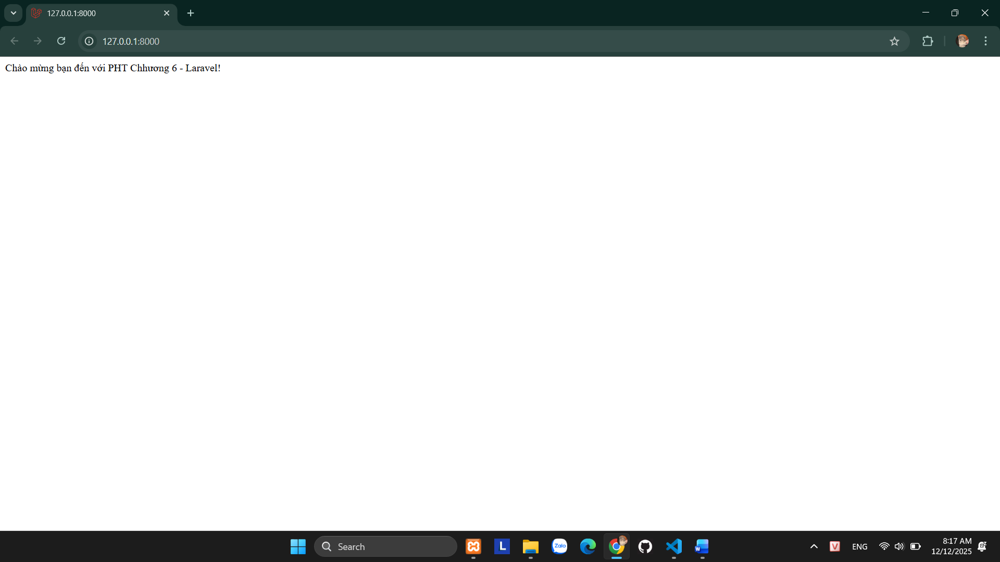 127.0.0.1:8000
127.0.0.1:8000
Chào mừng bạn đến với PHT Chhương 6 - Laravel!
Search
L
Zalo
W
V
ENG
8:17 AM
12/12/2025